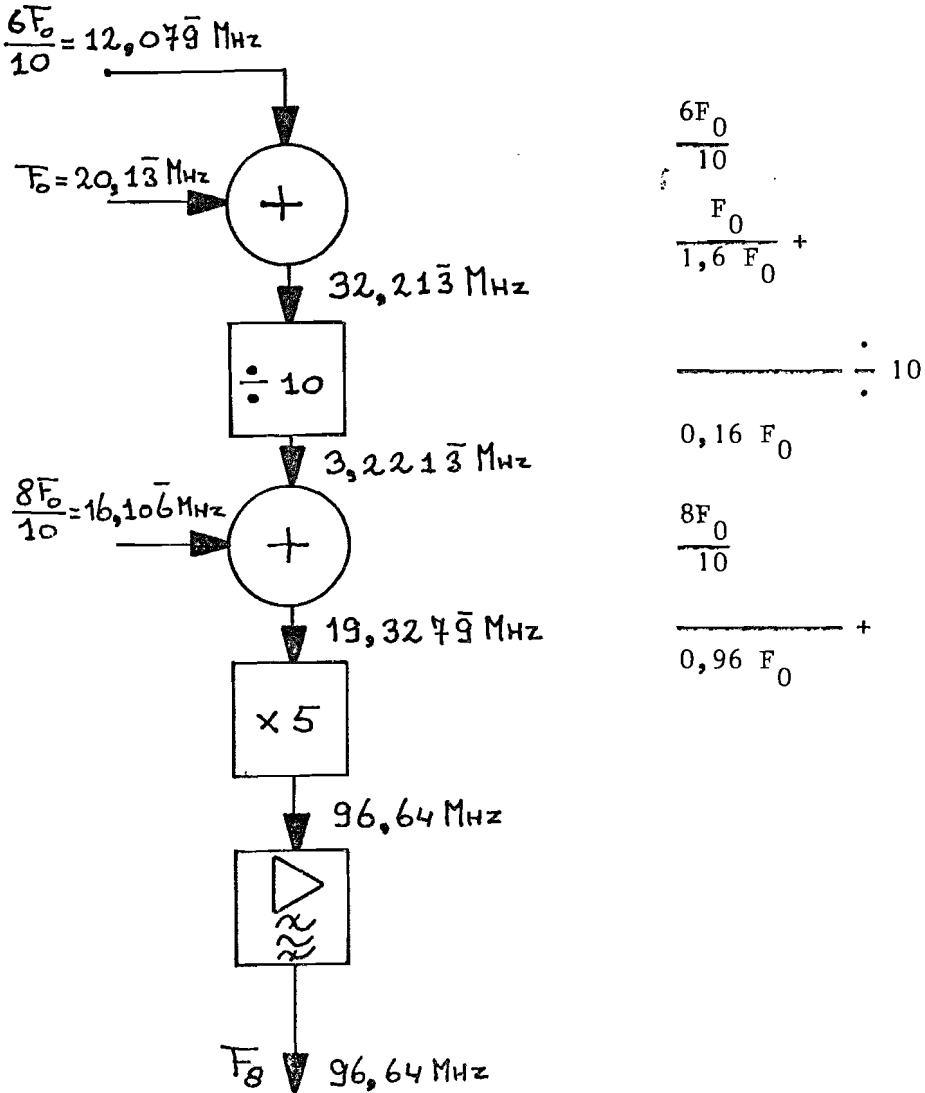 6F₀
10 = 12,079̄ MHz
F₀ = 20,13̄ MHz
+
32,213̄ MHz
÷ 10
3,2213̄ MHz
8F₀
10 = 16,106̄ MHz
+
19,3279̄ MHz
x 5
96,64 MHz
F₈ 96,64 MHz
6F₀
10
F₀
+
1,6 F₀
÷ 10
0,16 F₀
8F₀
10
+
0,96 F₀